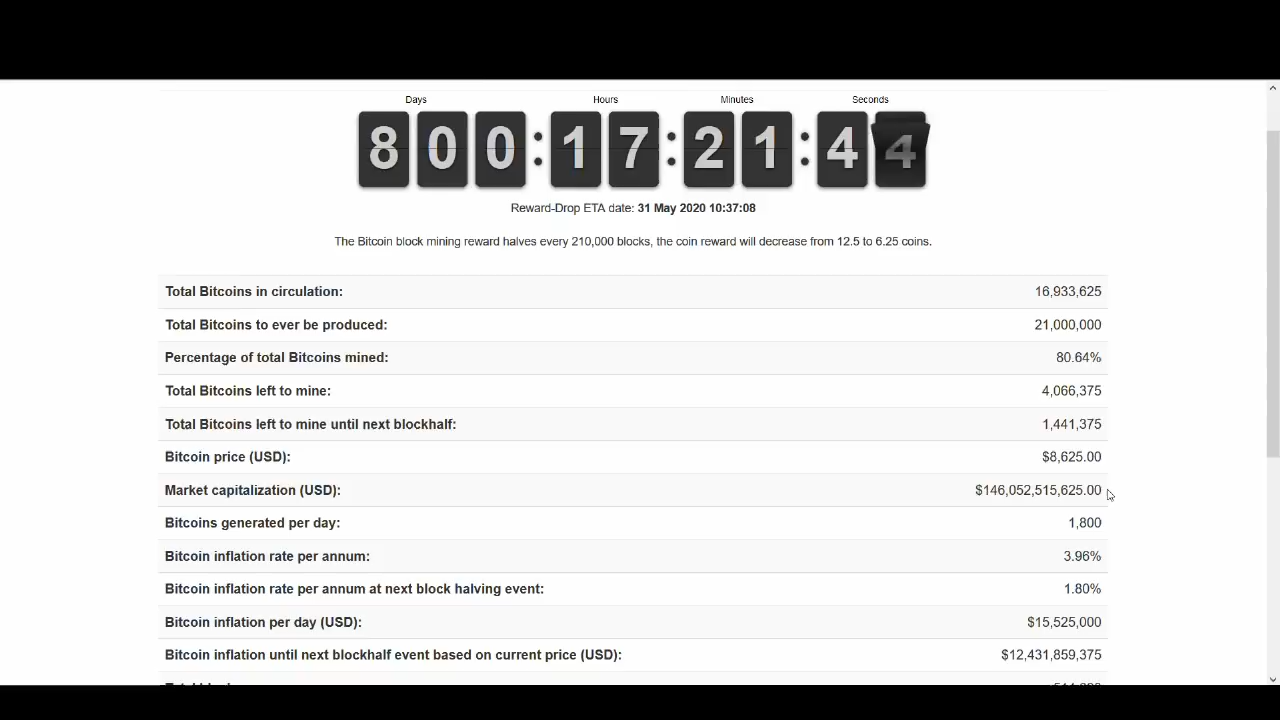 Days Hours Minutes Seconds
800:17:21:44
Reward-Drop ETA date: 31 May 2020 10:37:08
The Bitcoin block mining reward halves every 210,000 blocks, the coin reward will decrease from 12.5 to 6.25 coins.
Total Bitcoins in circulation: 16,933,625
Total Bitcoins to ever be produced: 21,000,000
Percentage of total Bitcoins mined: 80.64%
Total Bitcoins left to mine: 4,066,375
Total Bitcoins left to mine until next blockhalf: 1,441,375
Bitcoin price (USD): $8,625.00
Market capitalization (USD): $146,052,515,625.00
Bitcoins generated per day: 1,800
Bitcoin inflation rate per annum: 3.96%
Bitcoin inflation rate per annum at next block halving event: 1.80%
Bitcoin inflation per day (USD): $15,525,000
Bitcoin inflation until next blockhalf event based on current price (USD): $12,431,859,375